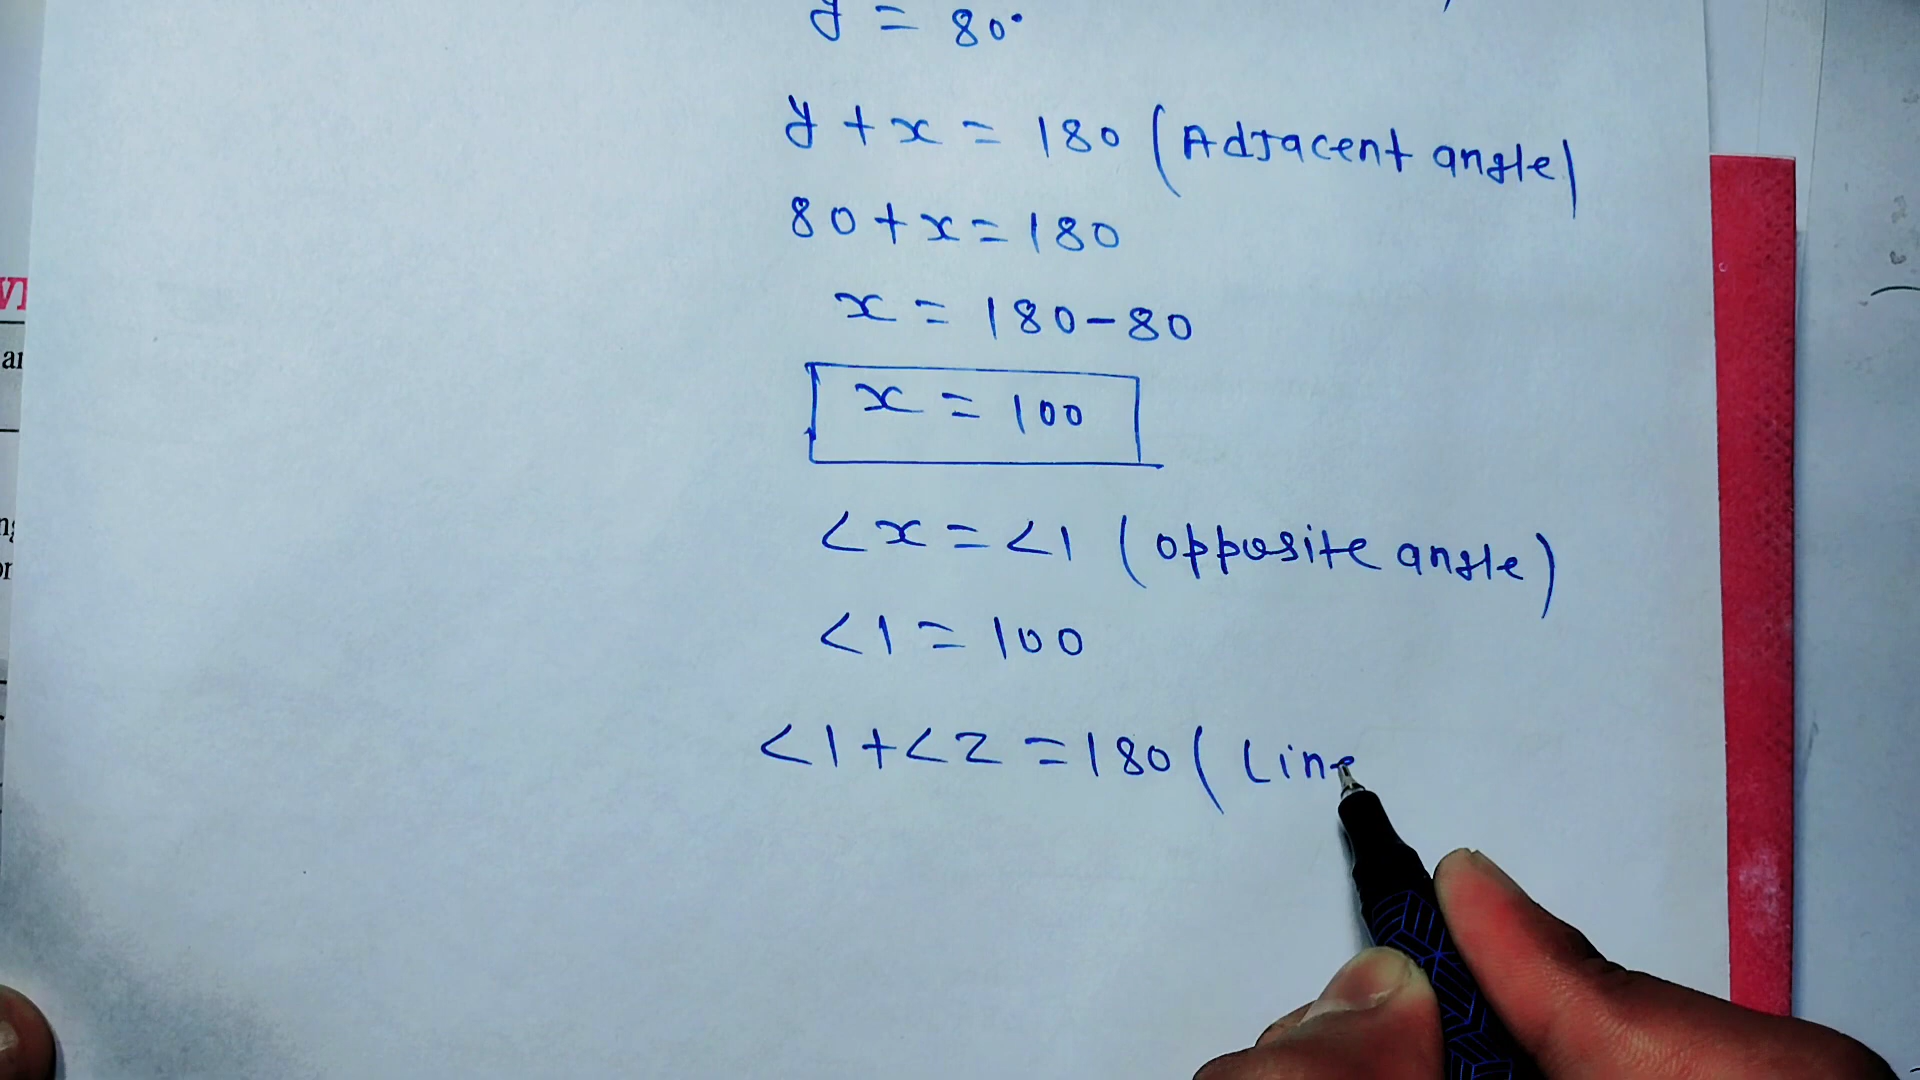 y = 80°
y + x = 180 (Adjacent angle)
80 + x = 180
x = 180 - 80
x = 100
<x = <1 (opposite angle)
<1 = 100
<1 + <2 = 180 ( Line